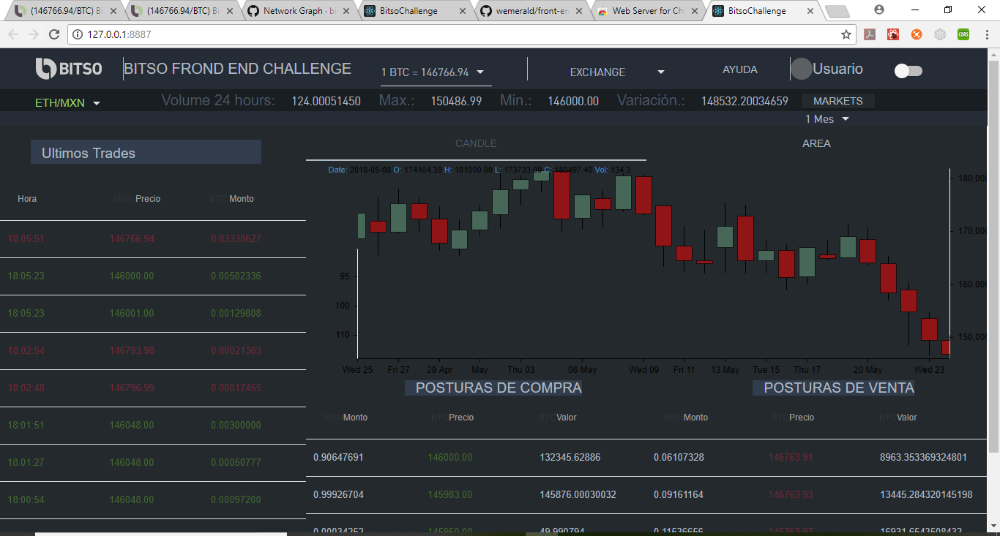 (146766.94/BTC) Bi (146766.94/BTC) Bi Network Graph · bi BitsoChallenge wemerald/front-en Web Server for Ch BitsoChallenge
127.0.0.1:8887 CORS
BITSO BITSO FROND END CHALLENGE 1 BTC = 146766.94 EXCHANGE AYUDA Usuario
ETH/MXN Volume 24 hours: 124.00051450 Max.: 150486.99 Min.: 146000.00 Variación.: 148532.20034659 MARKETS
1 Mes
Ultimos Trades
Hora MXN Precio BTC Monto
18:05:51 146766.94 0.03338627
18:05:23 146000.00 0.00502336
18:05:23 146001.00 0.00129808
18:02:54 146793.98 0.00021363
18:02:48 146796.99 0.00817455
18:01:51 146048.00 0.00300000
18:01:27 146048.00 0.00050777
18:00:54 146048.00 0.00097200
CANDLE AREA
Date: 2018-05-08 O: 174104.39 H: 181000.00 L: 173733.00 C: 180497.40 Vol: 134.3
180,000
170,000
160,000
150,000
95
100
110
Wed 25 Fri 27 29 Apr May Thu 03 06 May Wed 09 Fri 11 13 May Tue 15 Thu 17 20 May Wed 23
POSTURAS DE COMPRA POSTURAS DE VENTA
MXN Monto BTC Precio BTC Valor MXN Monto BTC Precio BTC Valor
0.90647691 146000.00 132345.62886 0.06107328 146763.91 8963.353369324801
0.99926704 145983.00 145876.00030032 0.09161164 146763.93 13445.284320145198
0.00034252 145950.00 49.990794 0.11536656 146763.97 16931.6543508432